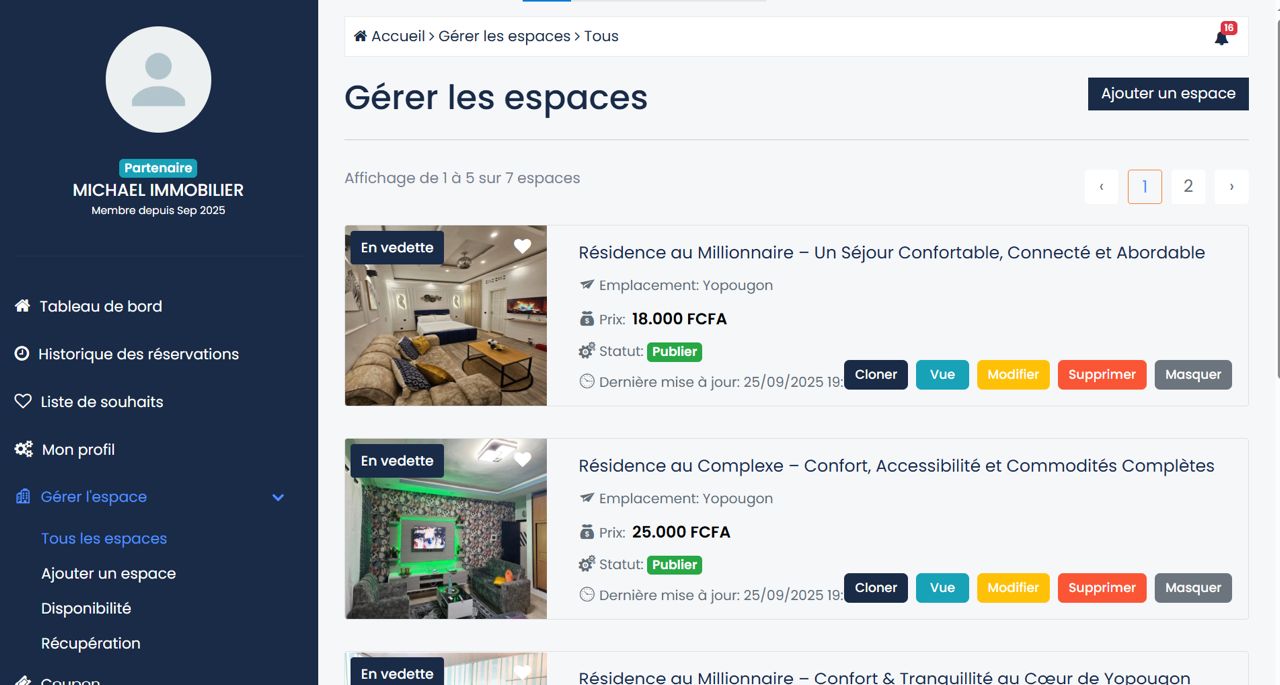 Partenaire
MICHAEL IMMOBILIER
Membre depuis Sep 2025
Tableau de bord
Historique des réservations
Liste de souhaits
Mon profil
Gérer l'espace
Tous les espaces
Ajouter un espace
Disponibilité
Récupération
Coupon
Accueil › Gérer les espaces › Tous
16
Gérer les espaces
Ajouter un espace
Affichage de 1 à 5 sur 7 espaces
‹ 1 2 ›
En vedette
Résidence au Millionnaire – Un Séjour Confortable, Connecté et Abordable
Emplacement: Yopougon
Prix: 18.000 FCFA
Statut: Publier
Dernière mise à jour: 25/09/2025 19:
Cloner Vue Modifier Supprimer Masquer
En vedette
Résidence au Complexe – Confort, Accessibilité et Commodités Complètes
Emplacement: Yopougon
Prix: 25.000 FCFA
Statut: Publier
Dernière mise à jour: 25/09/2025 19:
Cloner Vue Modifier Supprimer Masquer
En vedette
Résidence au Millionnaire – Confort & Tranquillité au Cœur de Yopougon